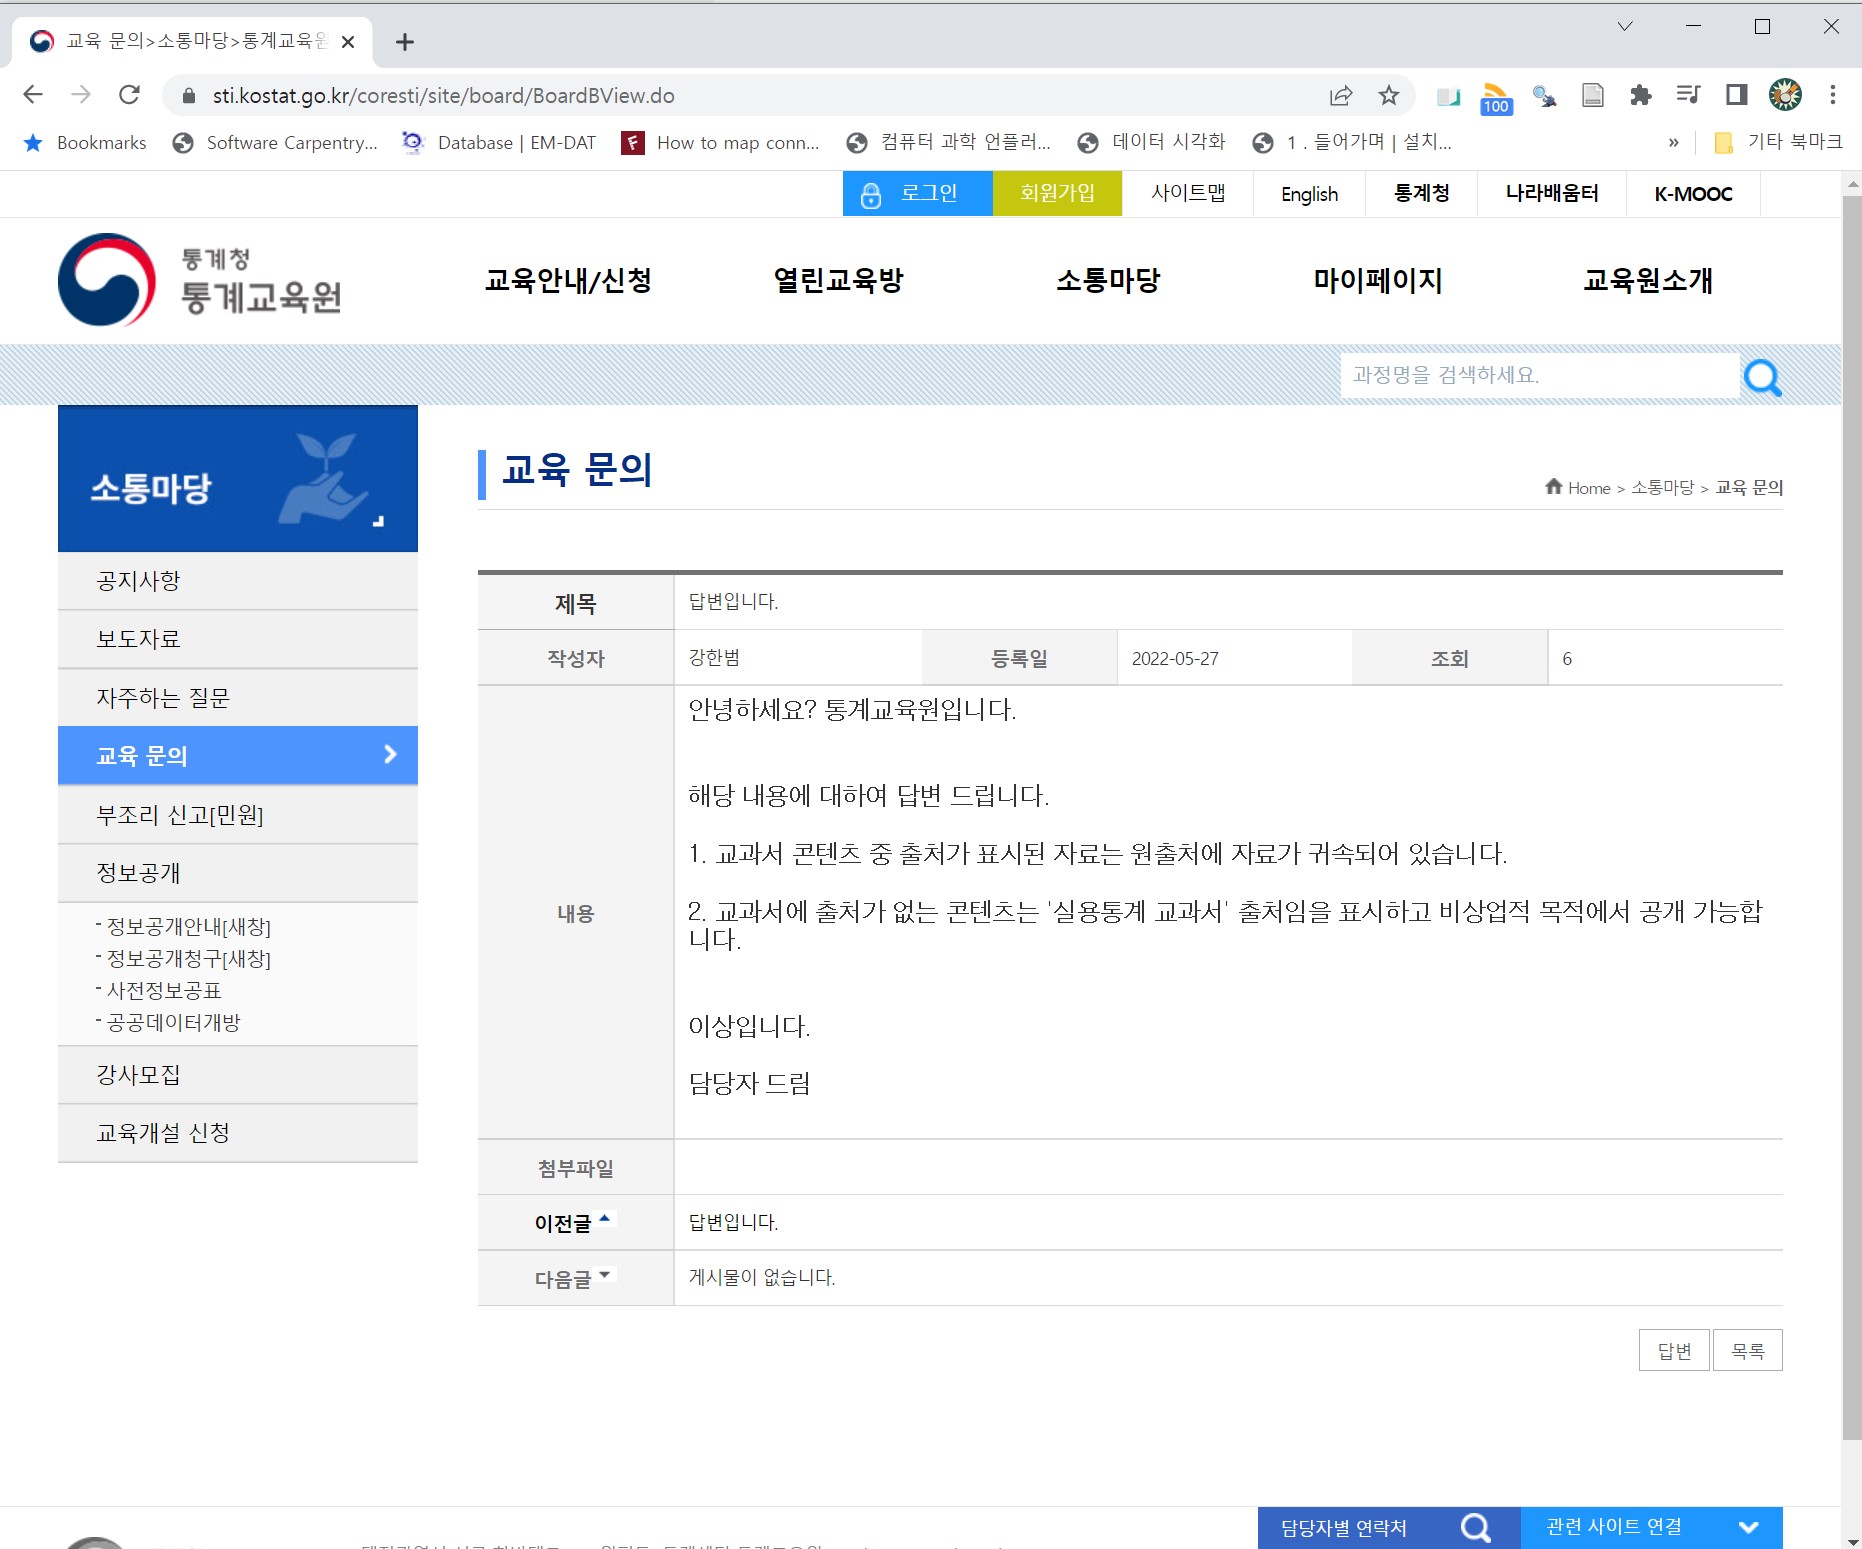 교육 문의>소통마당>통계교육원
sti.kostat.go.kr/coresti/site/board/BoardBView.do
100
Bookmarks
Software Carpentry...
Database | EM-DAT
How to map conn...
컴퓨터 과학 언플러...
데이터 시각화
1 . 들어가며 | 설치...
»
기타 북마크
로그인
회원가입
사이트맵
English
통계청
나라배움터
K-MOOC
통계청
통계교육원
교육안내/신청
열린교육방
소통마당
마이페이지
교육원소개
과정명을 검색하세요.
소통마당
공지사항
보도자료
자주하는 질문
교육 문의
부조리 신고[민원]
정보공개
- 정보공개안내[새창]
- 정보공개청구[새창]
- 사전정보공표
- 공공데이터개방
강사모집
교육개설 신청
교육 문의
Home > 소통마당 > 교육 문의
제목 답변입니다.
작성자 강한범 등록일 2022-05-27 조회 6
내용
안녕하세요? 통계교육원입니다.
해당 내용에 대하여 답변 드립니다.
1. 교과서 콘텐츠 중 출처가 표시된 자료는 원출처에 자료가 귀속되어 있습니다.
2. 교과서에 출처가 없는 콘텐츠는 '실용통계 교과서' 출처임을 표시하고 비상업적 목적에서 공개 가능합
니다.
이상입니다.
담당자 드림
첨부파일
이전글 답변입니다.
다음글 게시물이 없습니다.
답변
목록
담당자별 연락처
관련 사이트 연결